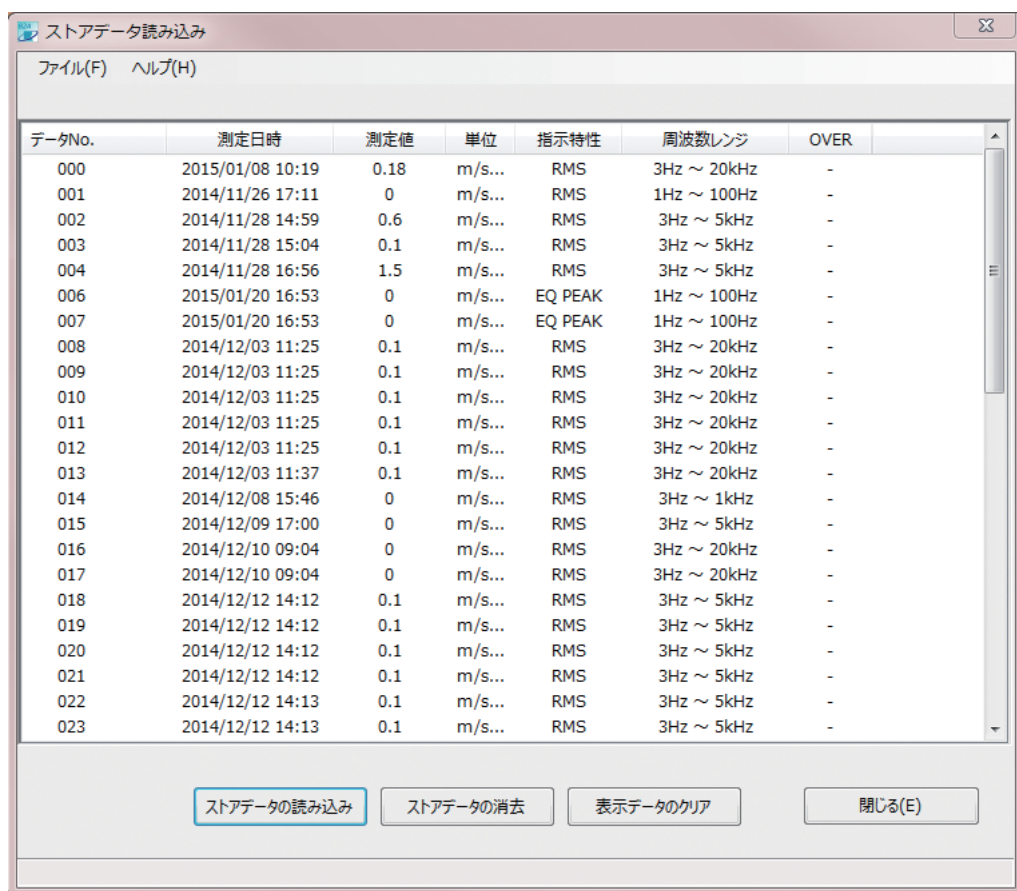 ストアデータ読み込み
ファイル(F) ヘルプ(H)
データNo. 測定日時 測定値 単位 指示特性 周波数レンジ OVER
000 2015/01/08 10:19 0.18 m/s... RMS 3Hz ～ 20kHz -
001 2014/11/26 17:11 0 m/s... RMS 1Hz ～ 100Hz -
002 2014/11/28 14:59 0.6 m/s... RMS 3Hz ～ 5kHz -
003 2014/11/28 15:04 0.1 m/s... RMS 3Hz ～ 5kHz -
004 2014/11/28 16:56 1.5 m/s... RMS 3Hz ～ 5kHz -
006 2015/01/20 16:53 0 m/s... EQ PEAK 1Hz ～ 100Hz -
007 2015/01/20 16:53 0 m/s... EQ PEAK 1Hz ～ 100Hz -
008 2014/12/03 11:25 0.1 m/s... RMS 3Hz ～ 20kHz -
009 2014/12/03 11:25 0.1 m/s... RMS 3Hz ～ 20kHz -
010 2014/12/03 11:25 0.1 m/s... RMS 3Hz ～ 20kHz -
011 2014/12/03 11:25 0.1 m/s... RMS 3Hz ～ 20kHz -
012 2014/12/03 11:25 0.1 m/s... RMS 3Hz ～ 20kHz -
013 2014/12/03 11:37 0.1 m/s... RMS 3Hz ～ 20kHz -
014 2014/12/08 15:46 0 m/s... RMS 3Hz ～ 1kHz -
015 2014/12/09 17:00 0 m/s... RMS 3Hz ～ 5kHz -
016 2014/12/10 09:04 0 m/s... RMS 3Hz ～ 20kHz -
017 2014/12/10 09:04 0 m/s... RMS 3Hz ～ 20kHz -
018 2014/12/12 14:12 0.1 m/s... RMS 3Hz ～ 5kHz -
019 2014/12/12 14:12 0.1 m/s... RMS 3Hz ～ 5kHz -
020 2014/12/12 14:12 0.1 m/s... RMS 3Hz ～ 5kHz -
021 2014/12/12 14:12 0.1 m/s... RMS 3Hz ～ 5kHz -
022 2014/12/12 14:13 0.1 m/s... RMS 3Hz ～ 5kHz -
023 2014/12/12 14:13 0.1 m/s... RMS 3Hz ～ 5kHz -
ストアデータの読み込み ストアデータの消去 表示データのクリア 閉じる(E)